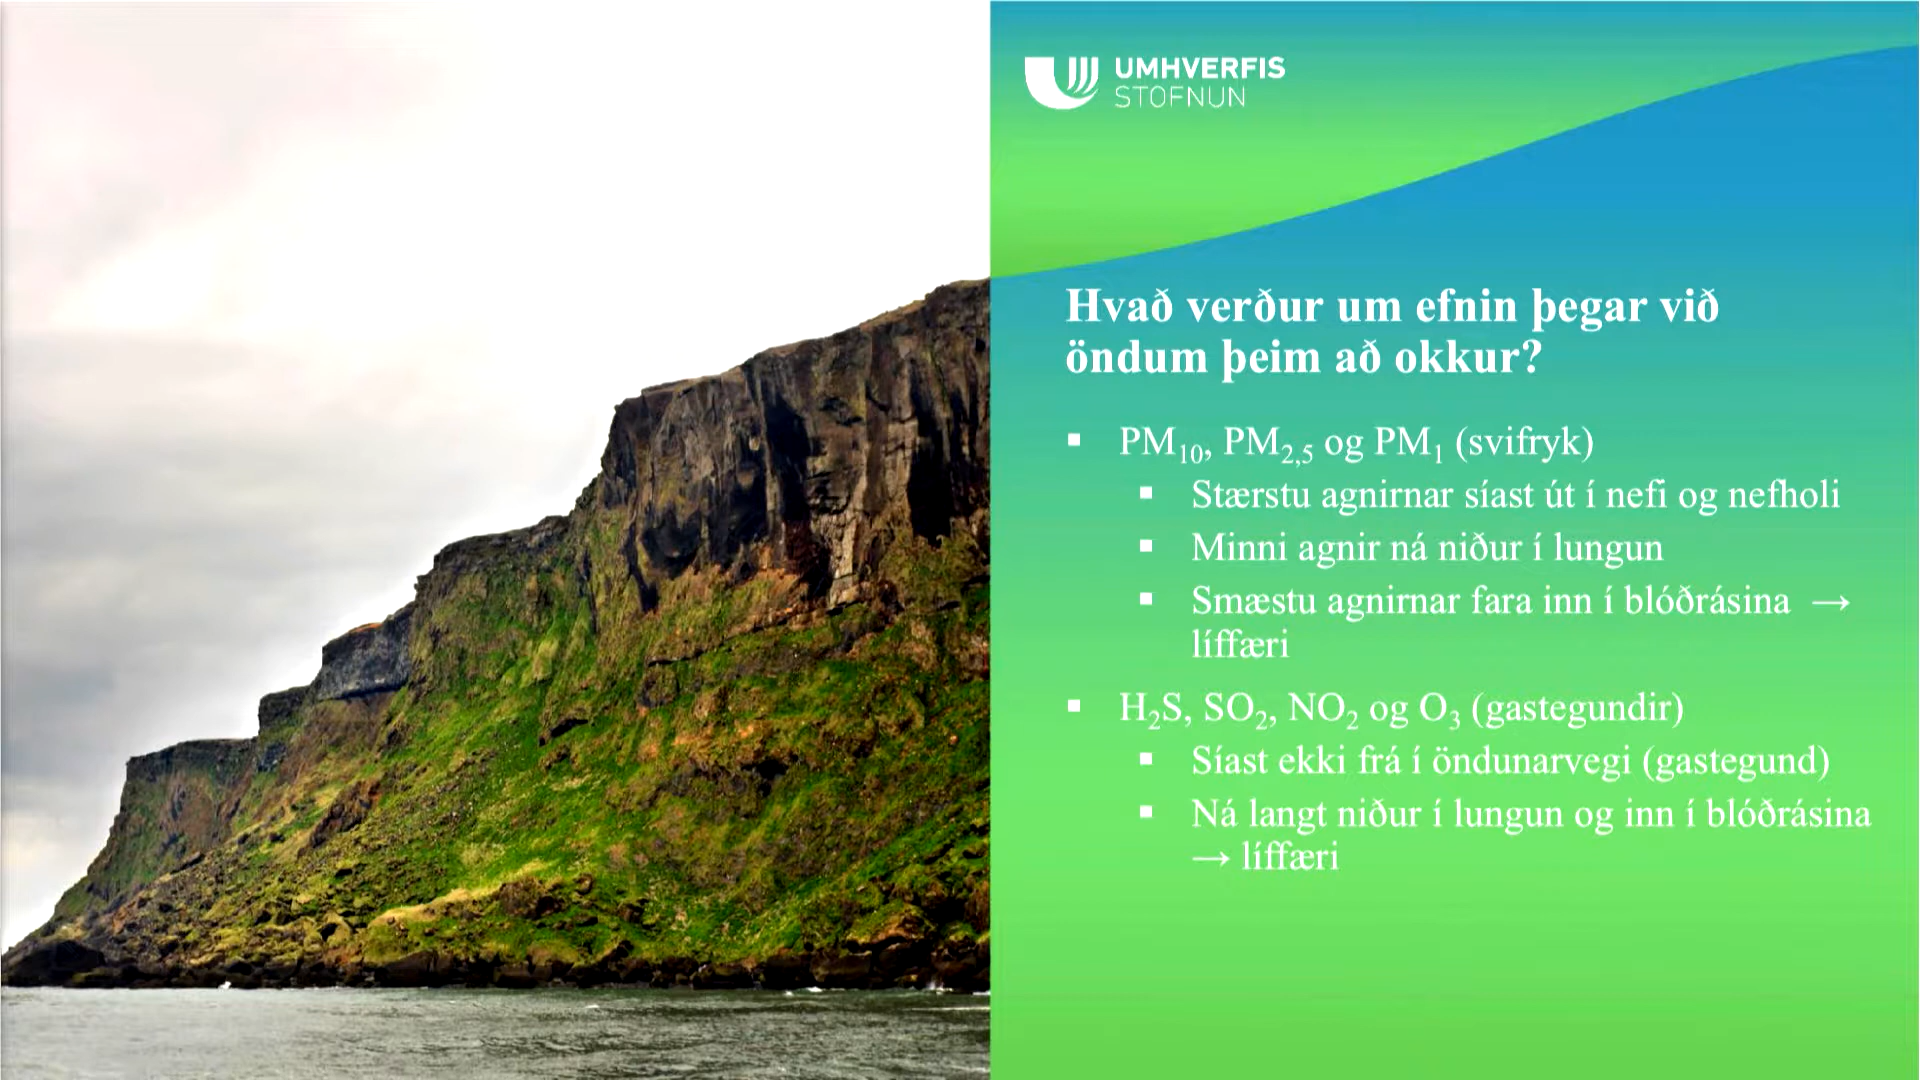 UMHVERFIS
STOFNUN
Hvað verður um efnin þegar við
öndum þeim að okkur?
▪ PM₁₀, PM₂,₅ og PM₁ (svifryk)
▪ Stærstu agnirnar síast út í nefi og nefholi
▪ Minni agnir ná niður í lungun
▪ Smæstu agnirnar fara inn í blóðrásina →
líffæri
▪ H₂S, SO₂, NO₂ og O₃ (gastegundir)
▪ Síast ekki frá í öndunarvegi (gastegund)
▪ Ná langt niður í lungun og inn í blóðrásina
→ líffæri